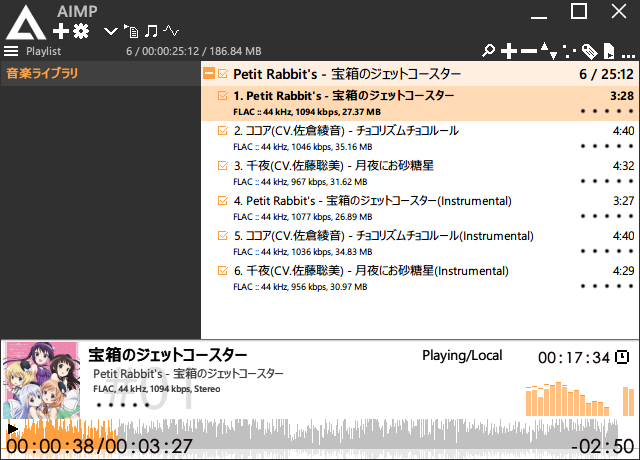 AIMP
Playlist 6 / 00:00:25:12 / 186.84 MB
音楽ライブラリ
Petit Rabbit's - 宝箱のジェットコースター 6 / 25:12
1. Petit Rabbit's - 宝箱のジェットコースター 3:28
FLAC :: 44 kHz, 1094 kbps, 27.37 MB
2. ココア(CV.佐倉綾音) - チョコリズムチョコルール 4:40
FLAC :: 44 kHz, 1046 kbps, 35.16 MB
3. 千夜(CV.佐藤聡美) - 月夜にお砂糖星 4:32
FLAC :: 44 kHz, 967 kbps, 31.62 MB
4. Petit Rabbit's - 宝箱のジェットコースター(Instrumental) 3:27
FLAC :: 44 kHz, 1077 kbps, 26.89 MB
5. ココア(CV.佐倉綾音) - チョコリズムチョコルール(Instrumental) 4:40
FLAC :: 44 kHz, 1036 kbps, 34.83 MB
6. 千夜(CV.佐藤聡美) - 月夜にお砂糖星(Instrumental) 4:29
FLAC :: 44 kHz, 956 kbps, 30.97 MB
宝箱のジェットコースター
Playing/Local 00:17:34
Petit Rabbit's - 宝箱のジェットコースター
FLAC, 44 kHz, 1094 kbps, Stereo
#01
00:00:38/00:03:27 -02:50